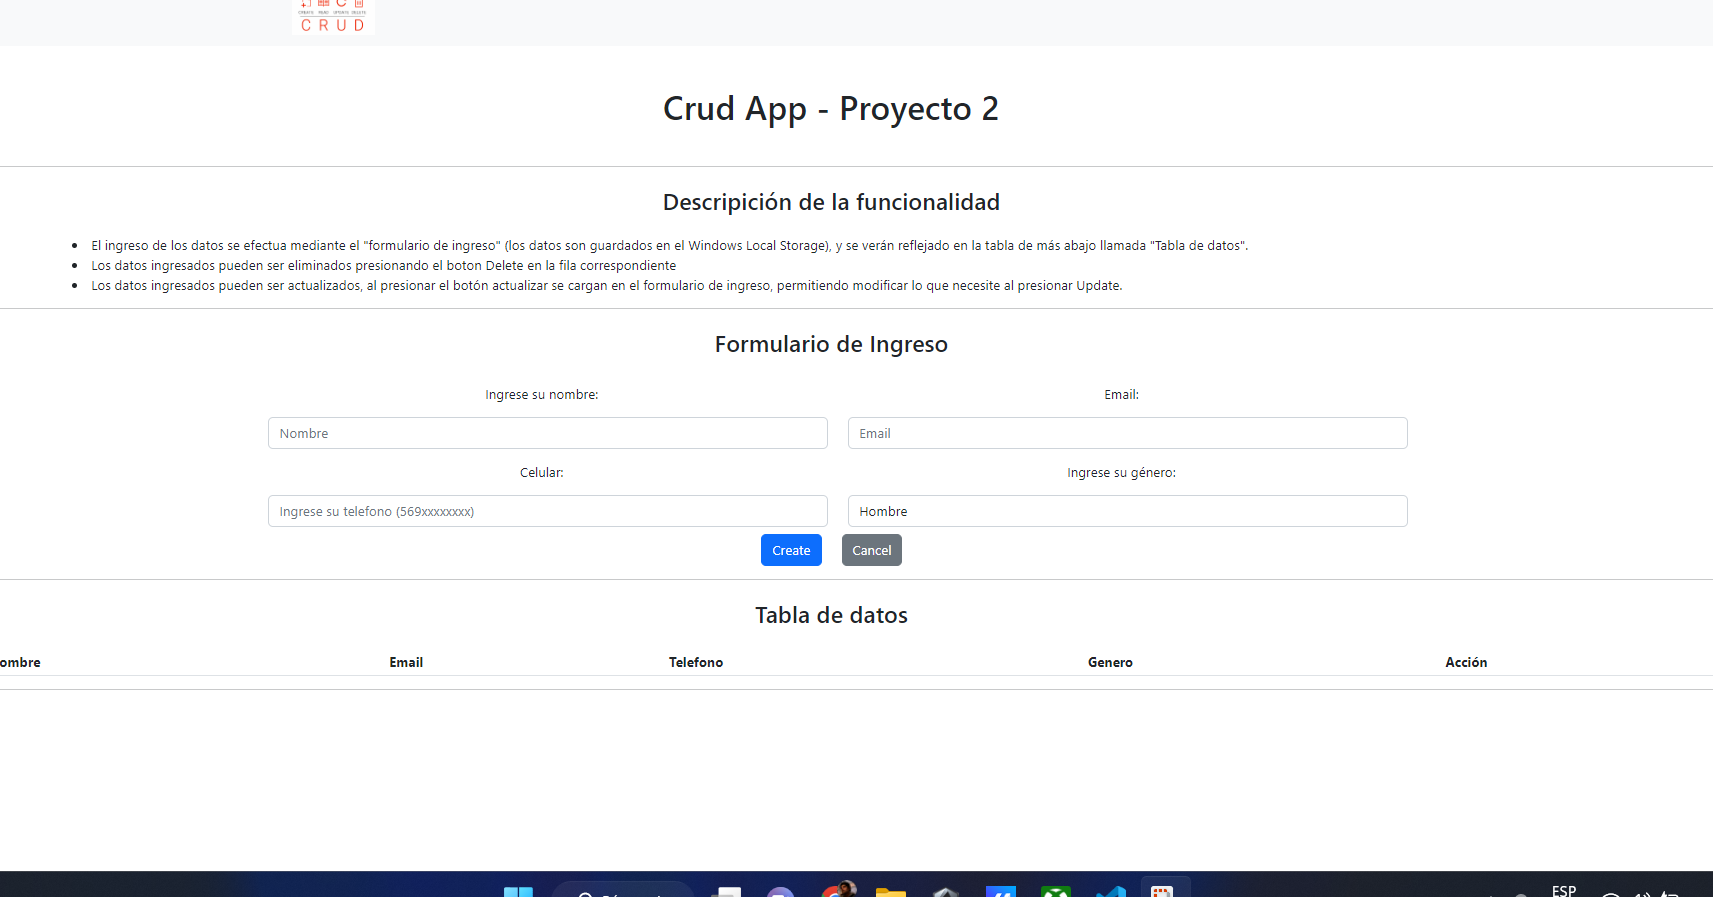 CREATE READ UPDATE DELETE
CRUD
Crud App - Proyecto 2
Descripición de la funcionalidad
El ingreso de los datos se efectua mediante el "formulario de ingreso" (los datos son guardados en el Windows Local Storage), y se verán reflejado en la tabla de más abajo llamada "Tabla de datos".
Los datos ingresados pueden ser eliminados presionando el boton Delete en la fila correspondiente
Los datos ingresados pueden ser actualizados, al presionar el botón actualizar se cargan en el formulario de ingreso, permitiendo modificar lo que necesite al presionar Update.
Formulario de Ingreso
Ingrese su nombre: Email:
Nombre Email
Celular: Ingrese su género:
Ingrese su telefono (569xxxxxxxx) Hombre
Create Cancel
Tabla de datos
ombre Email Telefono Genero Acción
ESP